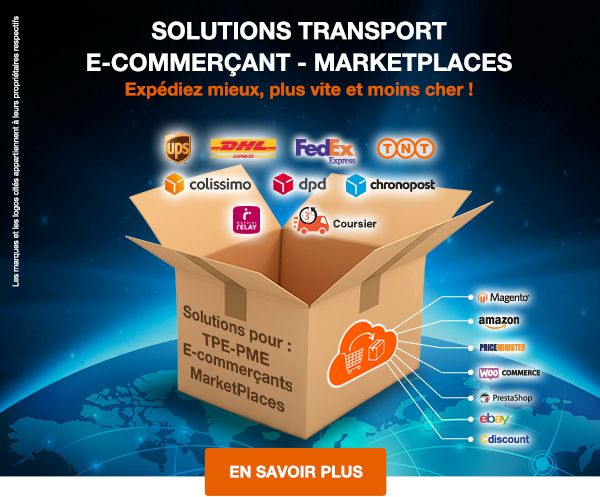 SOLUTIONS TRANSPORT
E-COMMERÇANT - MARKETPLACES
Expédiez mieux, plus vite et moins cher !
Les marques et les logos cités appartiennent à leurs propriétaires respectifs
ups
DHL
EXPRESS
FedEx
Express
TNT
colissimo
dpd
chronopost
MONDIAL
RELAY
3H
Coursier
Solutions pour :
TPE-PME
E-commerçants
MarketPlaces
Magento
amazon
PRICEMINISTER
WOO COMMERCE
PrestaShop
ebay
Cdiscount
EN SAVOIR PLUS